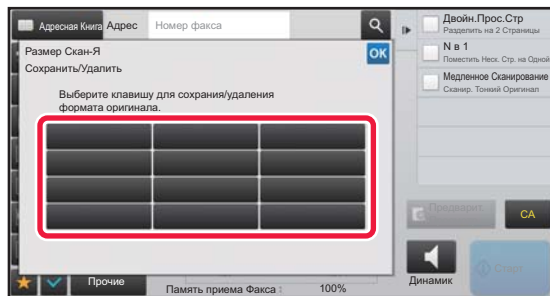 Адресная Книга Адрес Номер факса
Размер Скан-Я OK
Сохранить/Удалить
Выберите клавишу для сохрания/удаления
формата оригинала.
Двойн.Прос.Стр
Разделить на 2 Страницы
N в 1
Поместить Неск. Стр. на Одной
Медленное Сканирование
Сканир. Тонкий Оригинал
Предварит.
CA
Прочие
Память приема Факса : 100%
Динамик
Старт